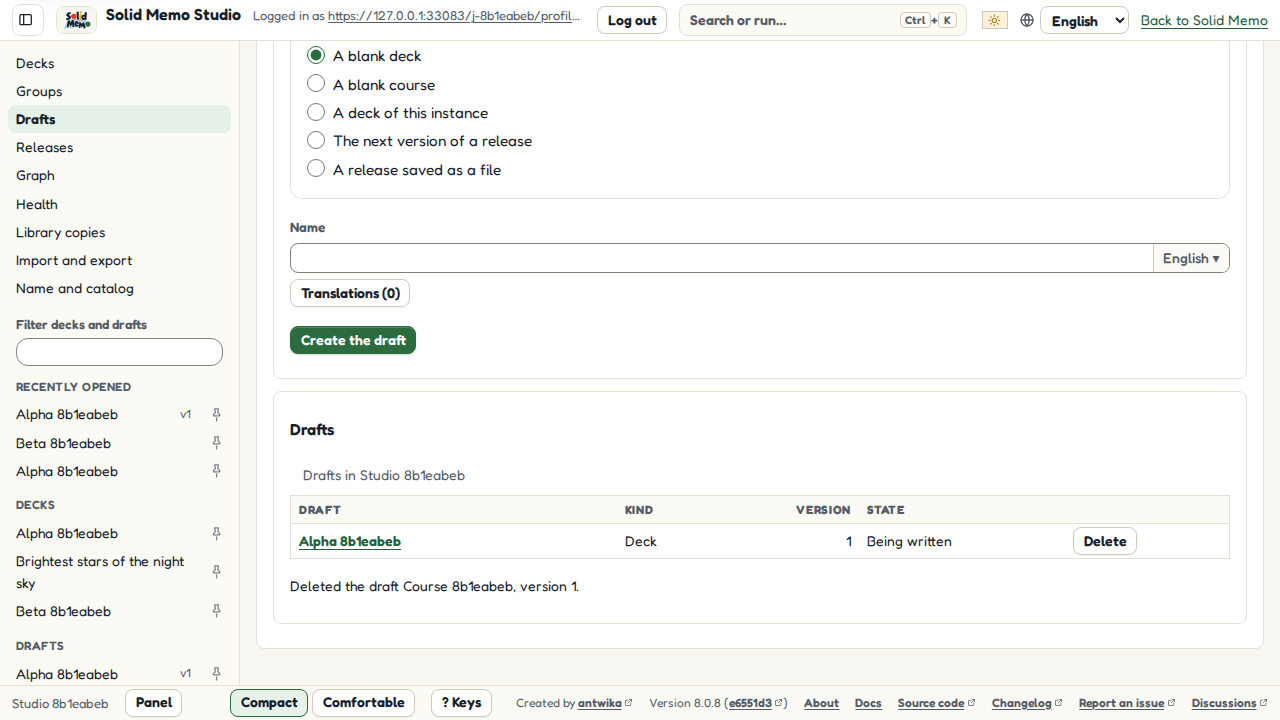 Solid Memo
Solid Memo Studio
Logged in as https://127.0.0.1:33083/j-8b1eabeb/profil...
Log out
Search or run...
Ctrl+K
English
Back to Solid Memo
Decks
Groups
Drafts
Releases
Graph
Health
Library copies
Import and export
Name and catalog
Filter decks and drafts
RECENTLY OPENED
Alpha 8b1eabeb v1
Beta 8b1eabeb
Alpha 8b1eabeb
DECKS
Alpha 8b1eabeb
Brightest stars of the night
sky
Beta 8b1eabeb
DRAFTS
Alpha 8b1eabeb v1
A blank deck
A blank course
A deck of this instance
The next version of a release
A release saved as a file
Name
English ▾
Translations (0)
Create the draft
Drafts
Drafts in Studio 8b1eabeb
DRAFT KIND VERSION STATE
Alpha 8b1eabeb Deck 1 Being written Delete
Deleted the draft Course 8b1eabeb, version 1.
Studio 8b1eabeb
Panel
Compact
Comfortable
? Keys
Created by antwika
Version 8.0.8 (e6551d3)
About
Docs
Source code
Changelog
Report an issue
Discussions